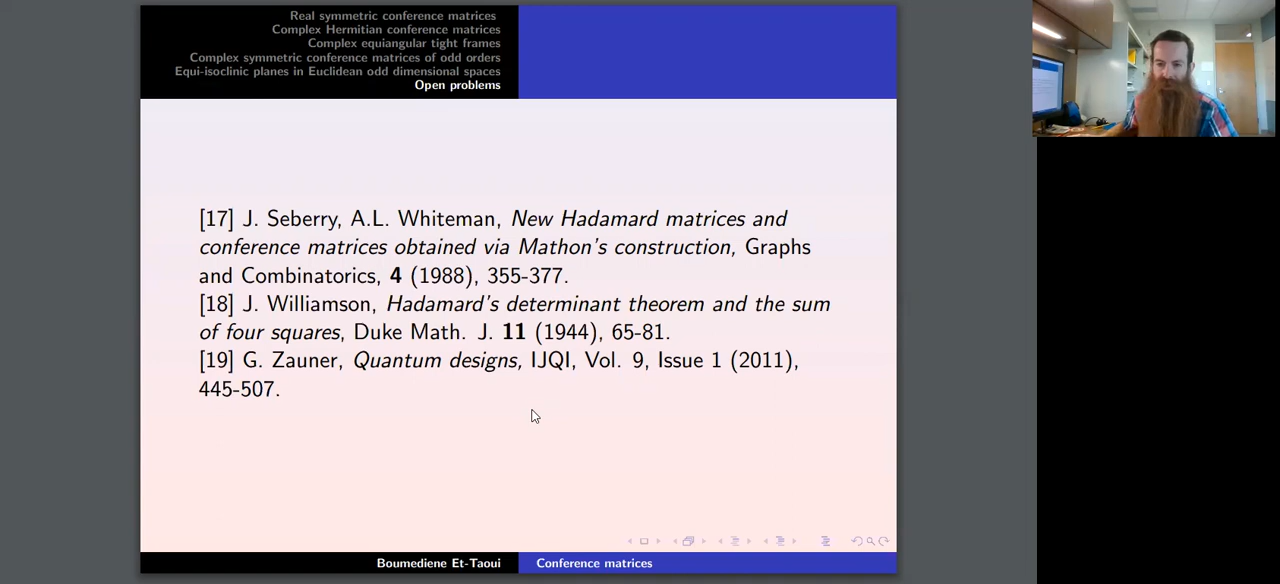 Real symmetric conference matrices
Complex Hermitian conference matrices
Complex equiangular tight frames
Complex symmetric conference matrices of odd orders
Equi-isoclinic planes in Euclidean odd dimensional spaces
Open problems
[17] J. Seberry, A.L. Whiteman, New Hadamard matrices and
conference matrices obtained via Mathon's construction, Graphs
and Combinatorics, 4 (1988), 355-377.
[18] J. Williamson, Hadamard's determinant theorem and the sum
of four squares, Duke Math. J. 11 (1944), 65-81.
[19] G. Zauner, Quantum designs, IJQI, Vol. 9, Issue 1 (2011),
445-507.
Boumediene Et-Taoui
Conference matrices